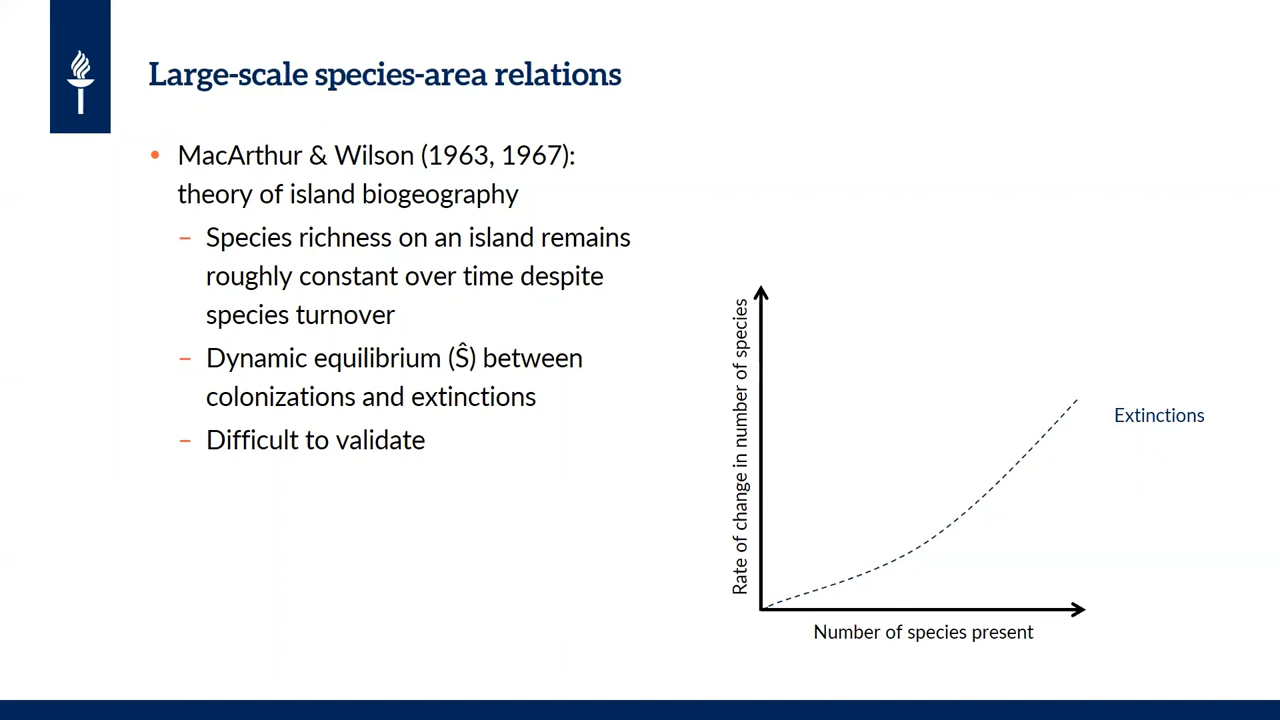 Large-scale species-area relations
• MacArthur & Wilson (1963, 1967):
theory of island biogeography
– Species richness on an island remains
roughly constant over time despite
species turnover
– Dynamic equilibrium (Ŝ) between
colonizations and extinctions
– Difficult to validate
Rate of change in number of species
Extinctions
Number of species present